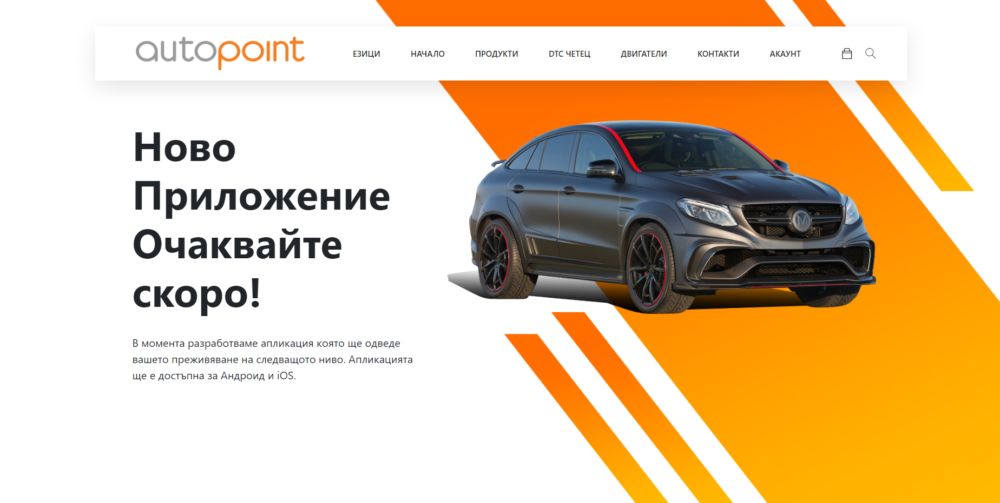 autopoint
ЕЗИЦИ НАЧАЛО ПРОДУКТИ DTC ЧЕТЕЦ ДВИГАТЕЛИ КОНТАКТИ АКАУНТ
Ново
Приложение
Очаквайте
скоро!
В момента разработваме апликация която ще одведе
вашето преживяване на следващото ниво. Апликацията
ще е достъпна за Андроид и iOS.
M